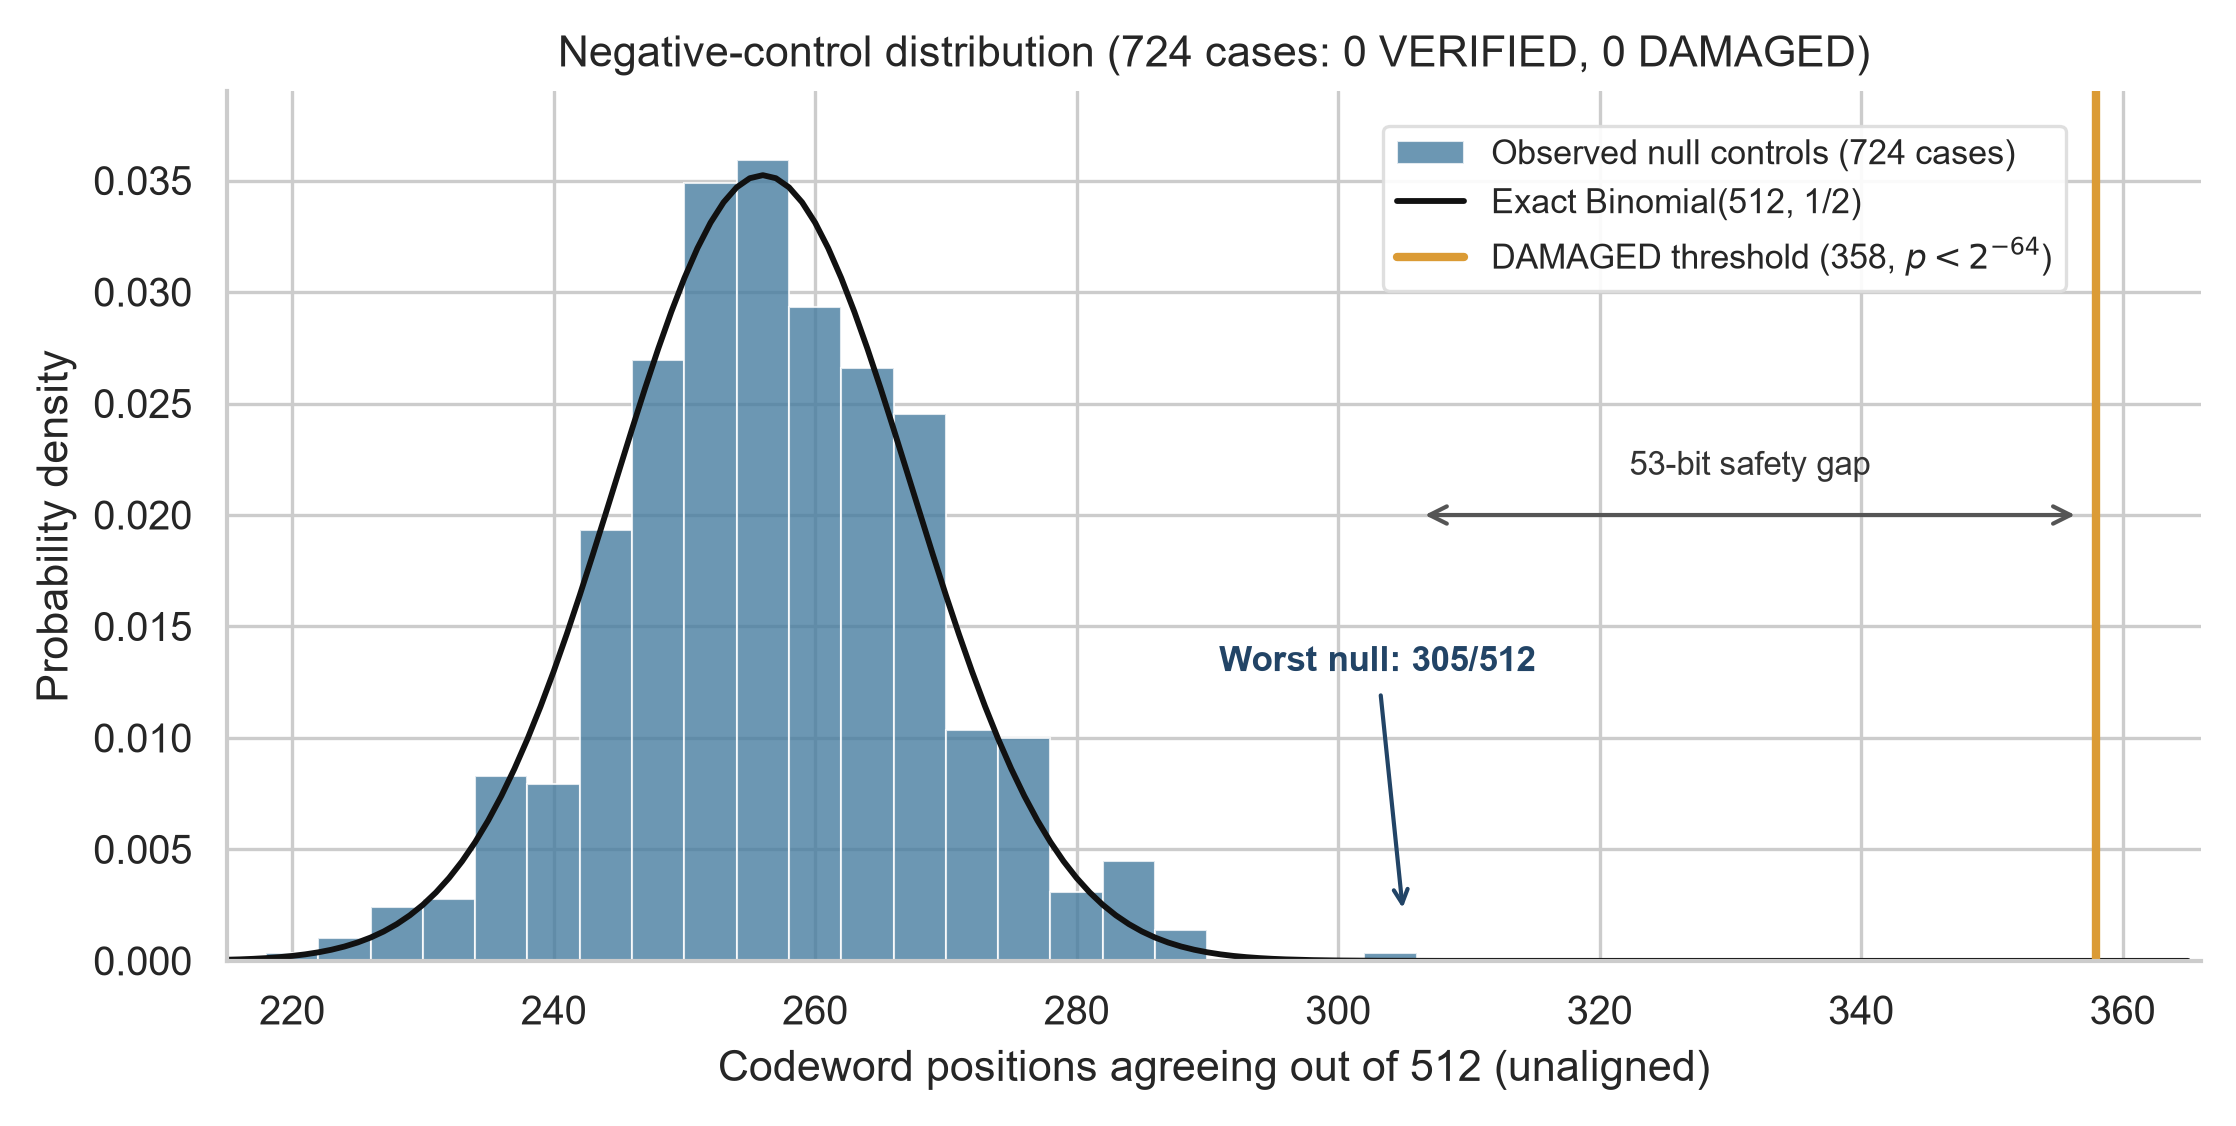 Negative-control distribution (724 cases: 0 VERIFIED, 0 DAMAGED)
Observed null controls (724 cases)
Exact Binomial(512, 1/2)
DAMAGED threshold (358, p < 2⁻⁶⁴)
Probability density
0.035
0.030
0.025
0.020
0.015
0.010
0.005
0.000
53-bit safety gap
Worst null: 305/512
220 240 260 280 300 320 340 360
Codeword positions agreeing out of 512 (unaligned)